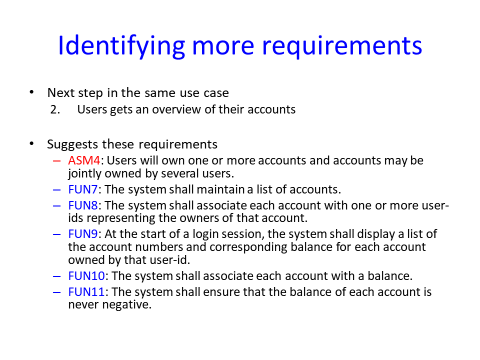 Identifying more requirements
• Next step in the same use case
2. Users gets an overview of their accounts
• Suggests these requirements
– ASM4: Users will own one or more accounts and accounts may be
jointly owned by several users.
– FUN7: The system shall maintain a list of accounts.
– FUN8: The system shall associate each account with one or more user-
ids representing the owners of that account.
– FUN9: At the start of a login session, the system shall display a list of
the account numbers and corresponding balance for each account
owned by that user-id.
– FUN10: The system shall associate each account with a balance.
– FUN11: The system shall ensure that the balance of each account is
never negative.